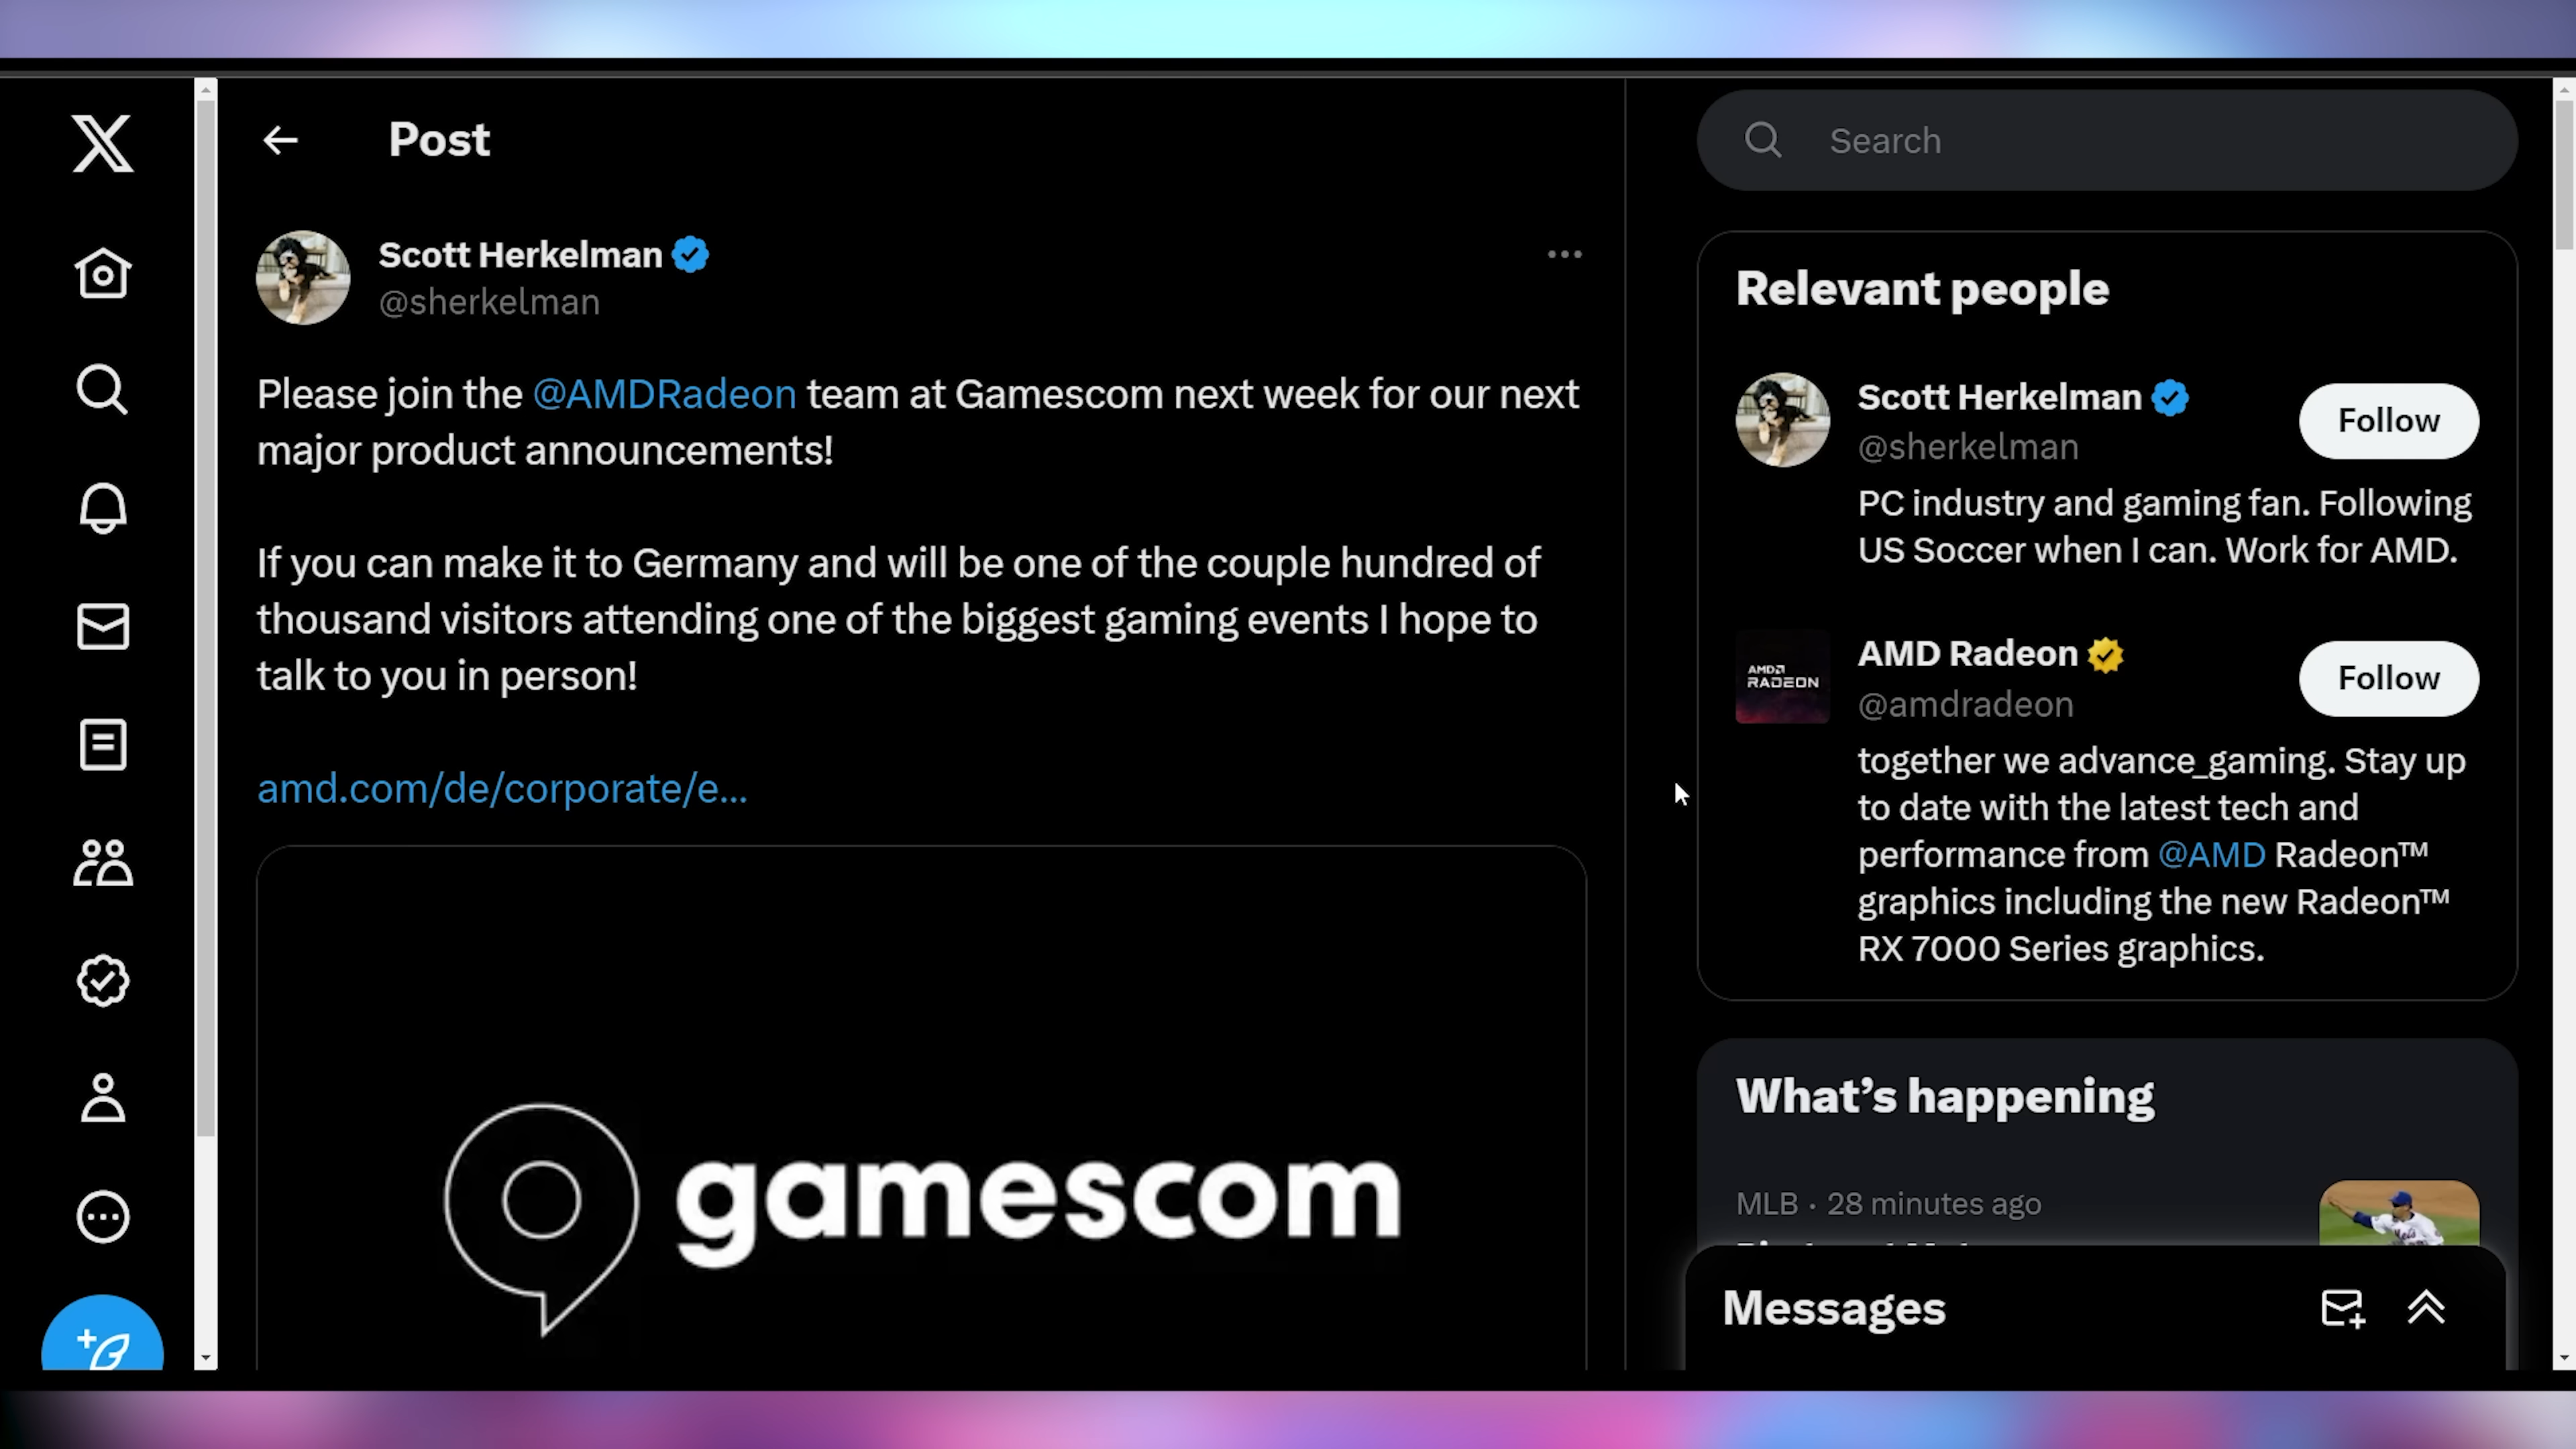 Post
Scott Herkelman
@sherkelman
Please join the @AMDRadeon team at Gamescom next week for our next
major product announcements!
If you can make it to Germany and will be one of the couple hundred of
thousand visitors attending one of the biggest gaming events I hope to
talk to you in person!
amd.com/de/corporate/e...
gamescom
Search
Relevant people
Scott Herkelman
@sherkelman
Follow
PC industry and gaming fan. Following
US Soccer when I can. Work for AMD.
AMD
RADEON
AMD Radeon
@amdradeon
Follow
together we advance_gaming. Stay up
to date with the latest tech and
performance from @AMD Radeon™
graphics including the new Radeon™
RX 7000 Series graphics.
What's happening
MLB · 28 minutes ago
Messages